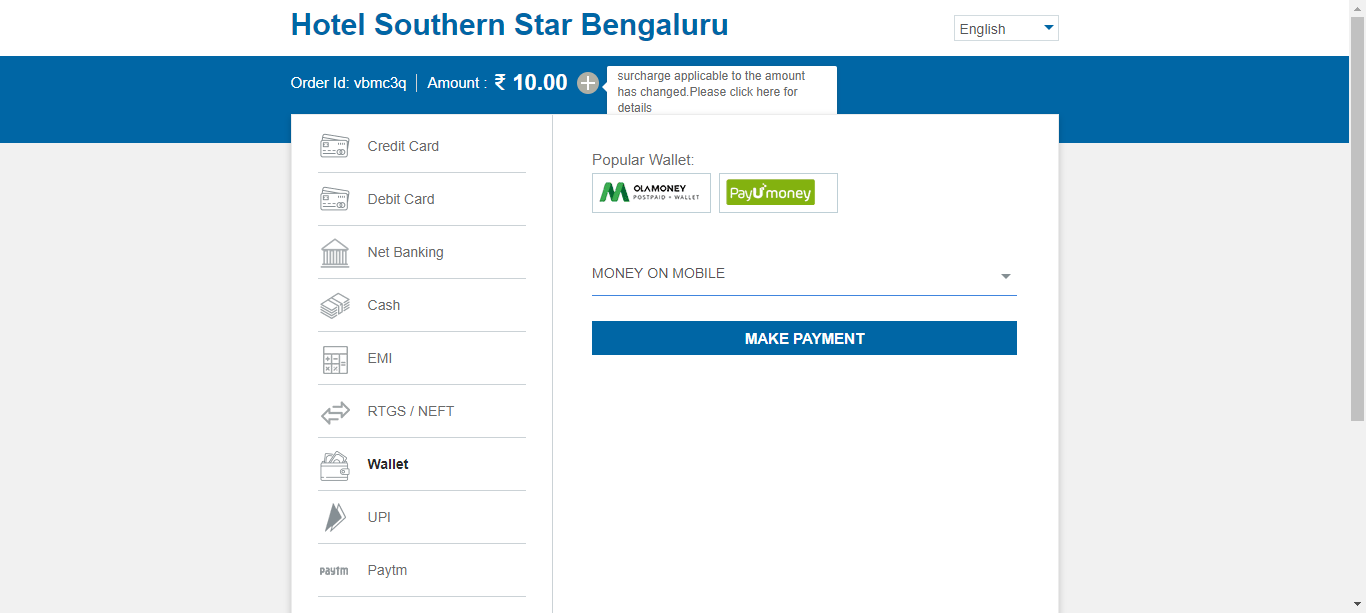 Hotel Southern Star Bengaluru
English
Order Id: vbmc3q | Amount : ₹ 10.00
surcharge applicable to the amount
has changed.Please click here for
details
Credit Card
Debit Card
Net Banking
Cash
EMI
RTGS / NEFT
Wallet
UPI
paytm Paytm
Popular Wallet:
OLAMONEY
POSTPAID + WALLET
PayUmoney
MONEY ON MOBILE
MAKE PAYMENT